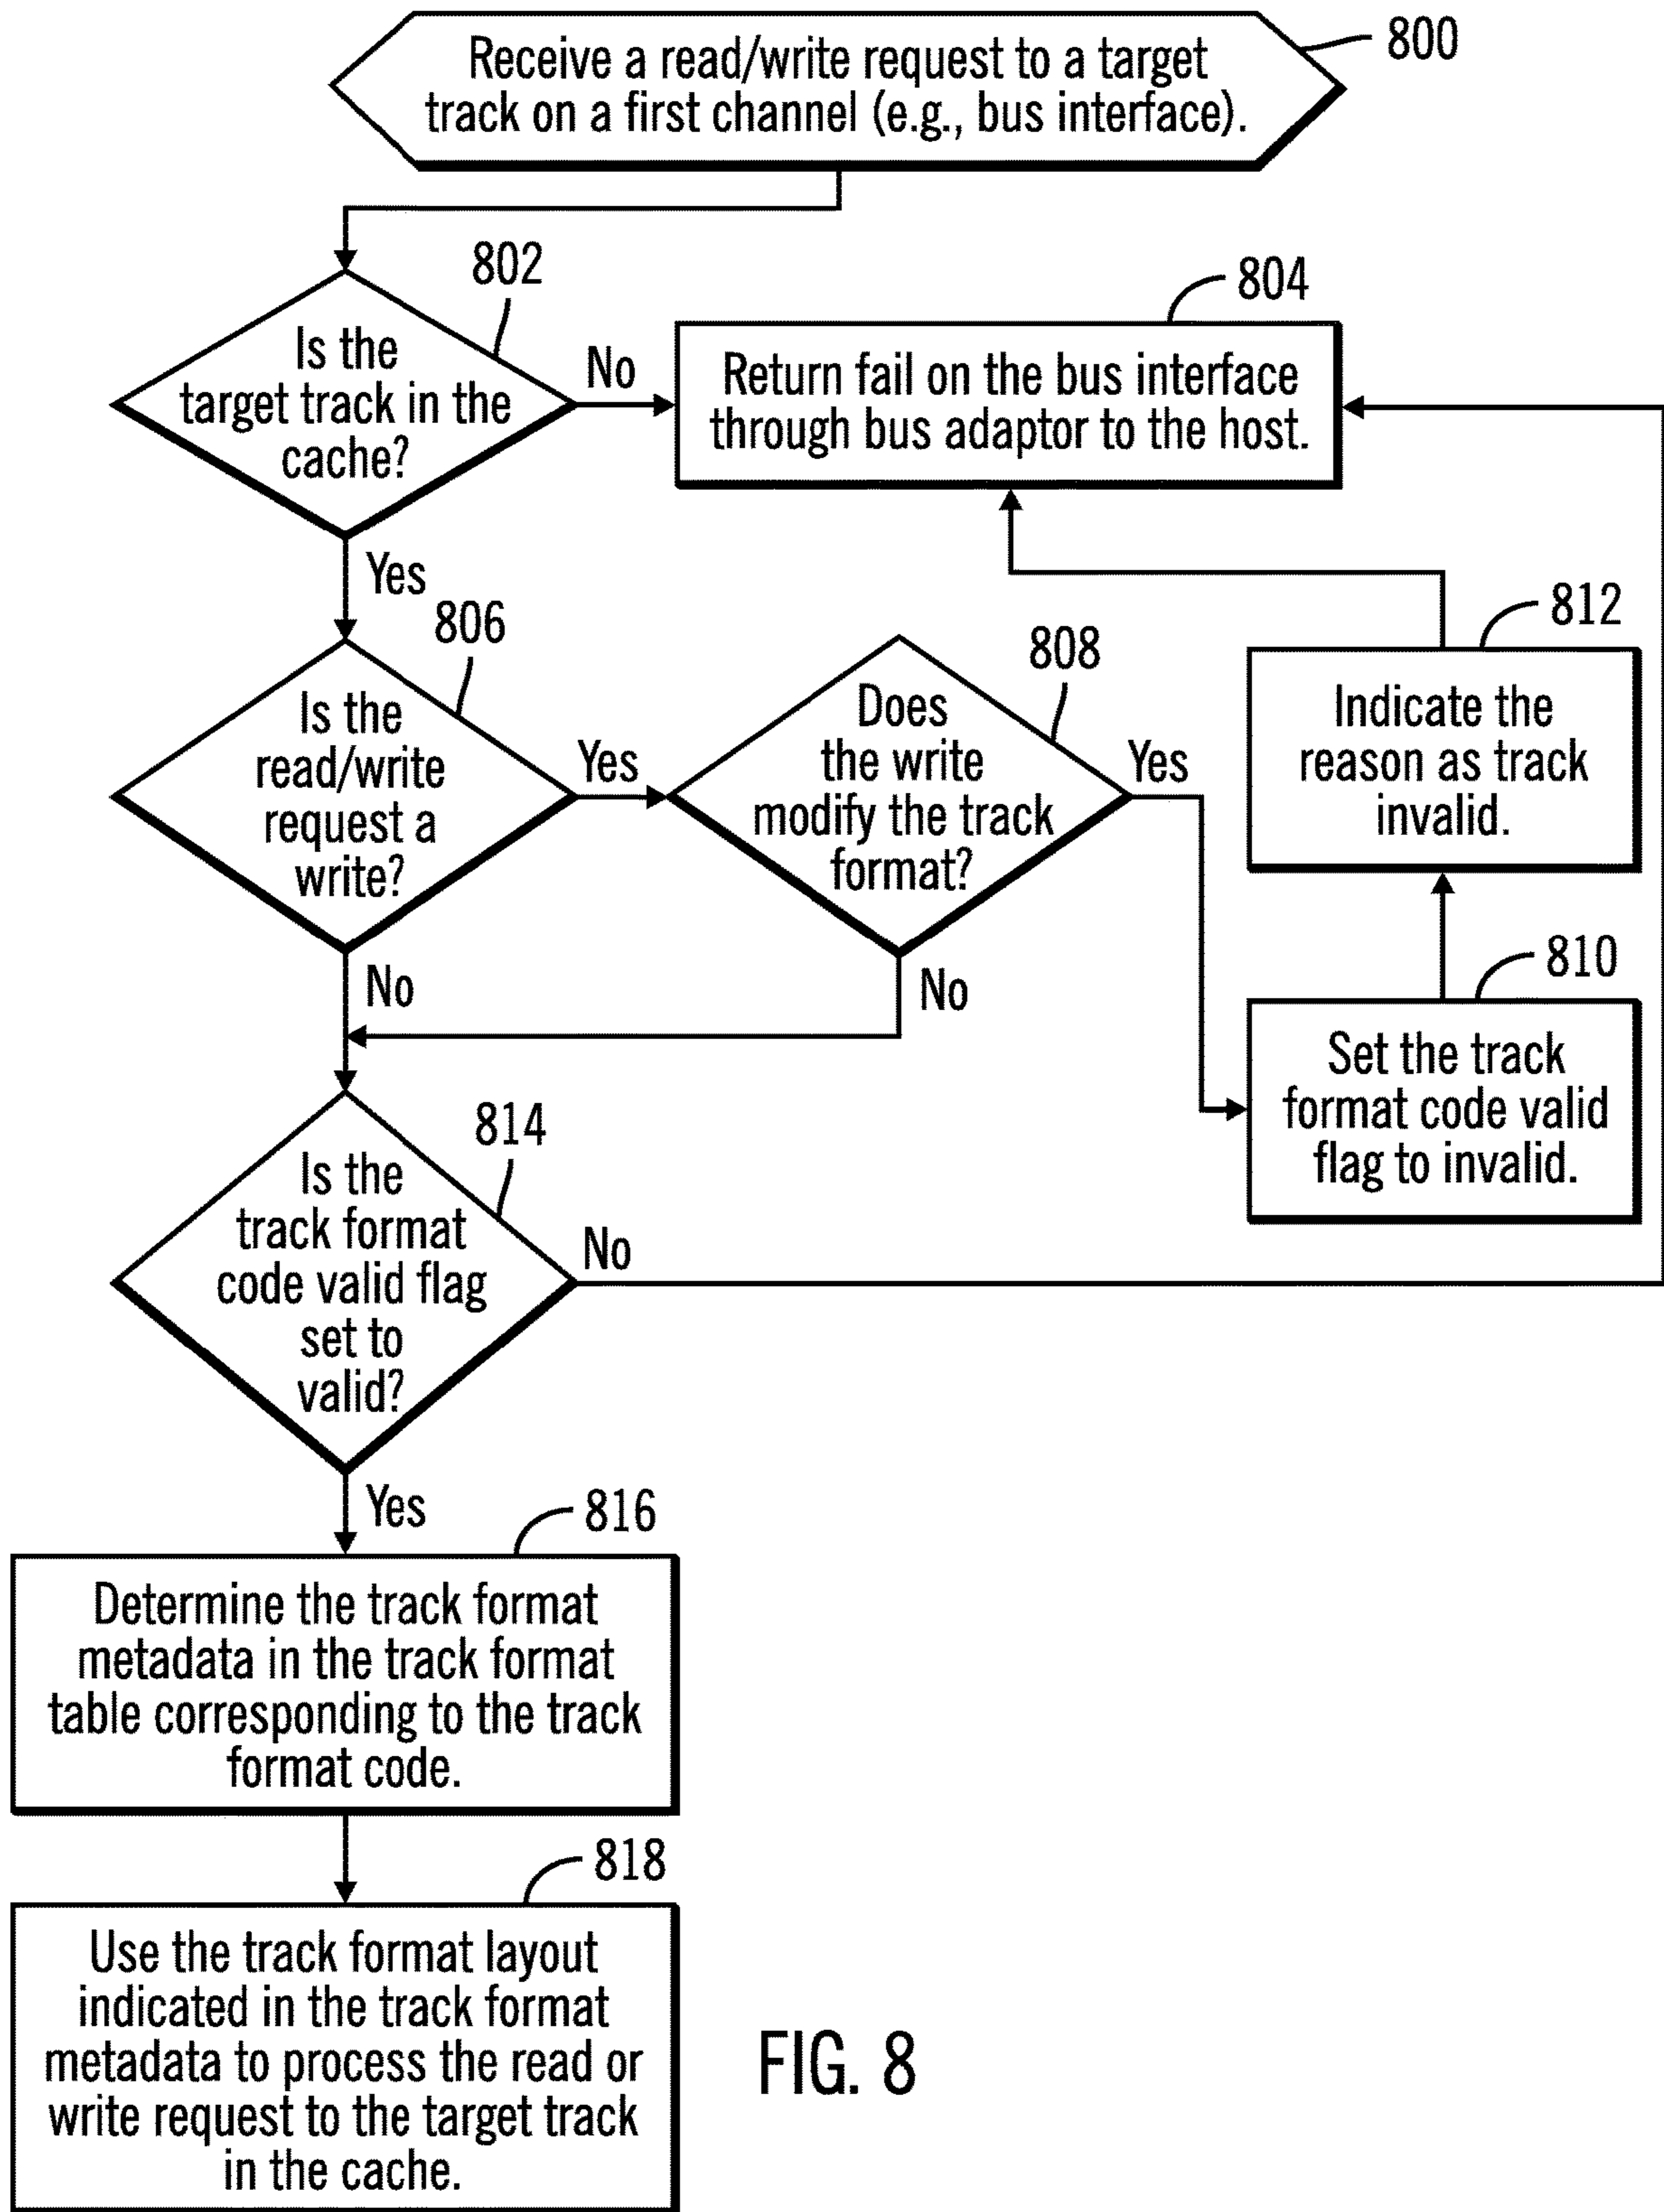 Receive a read/write request to a target
track on a first channel (e.g., bus interface).
800
802
Is the
target track in the
cache?
No
804
Return fail on the bus interface
through bus adaptor to the host.
Yes
806
Is the
read/write
request a
write?
Yes
808
Does
the write
modify the track
format?
Yes
812
Indicate the
reason as track
invalid.
No
No
810
Set the track
format code valid
flag to invalid.
814
Is the
track format
code valid flag
set to
valid?
No
Yes
816
Determine the track format
metadata in the track format
table corresponding to the track
format code.
818
Use the track format layout
indicated in the track format
metadata to process the read or
write request to the target track
in the cache.
FIG. 8